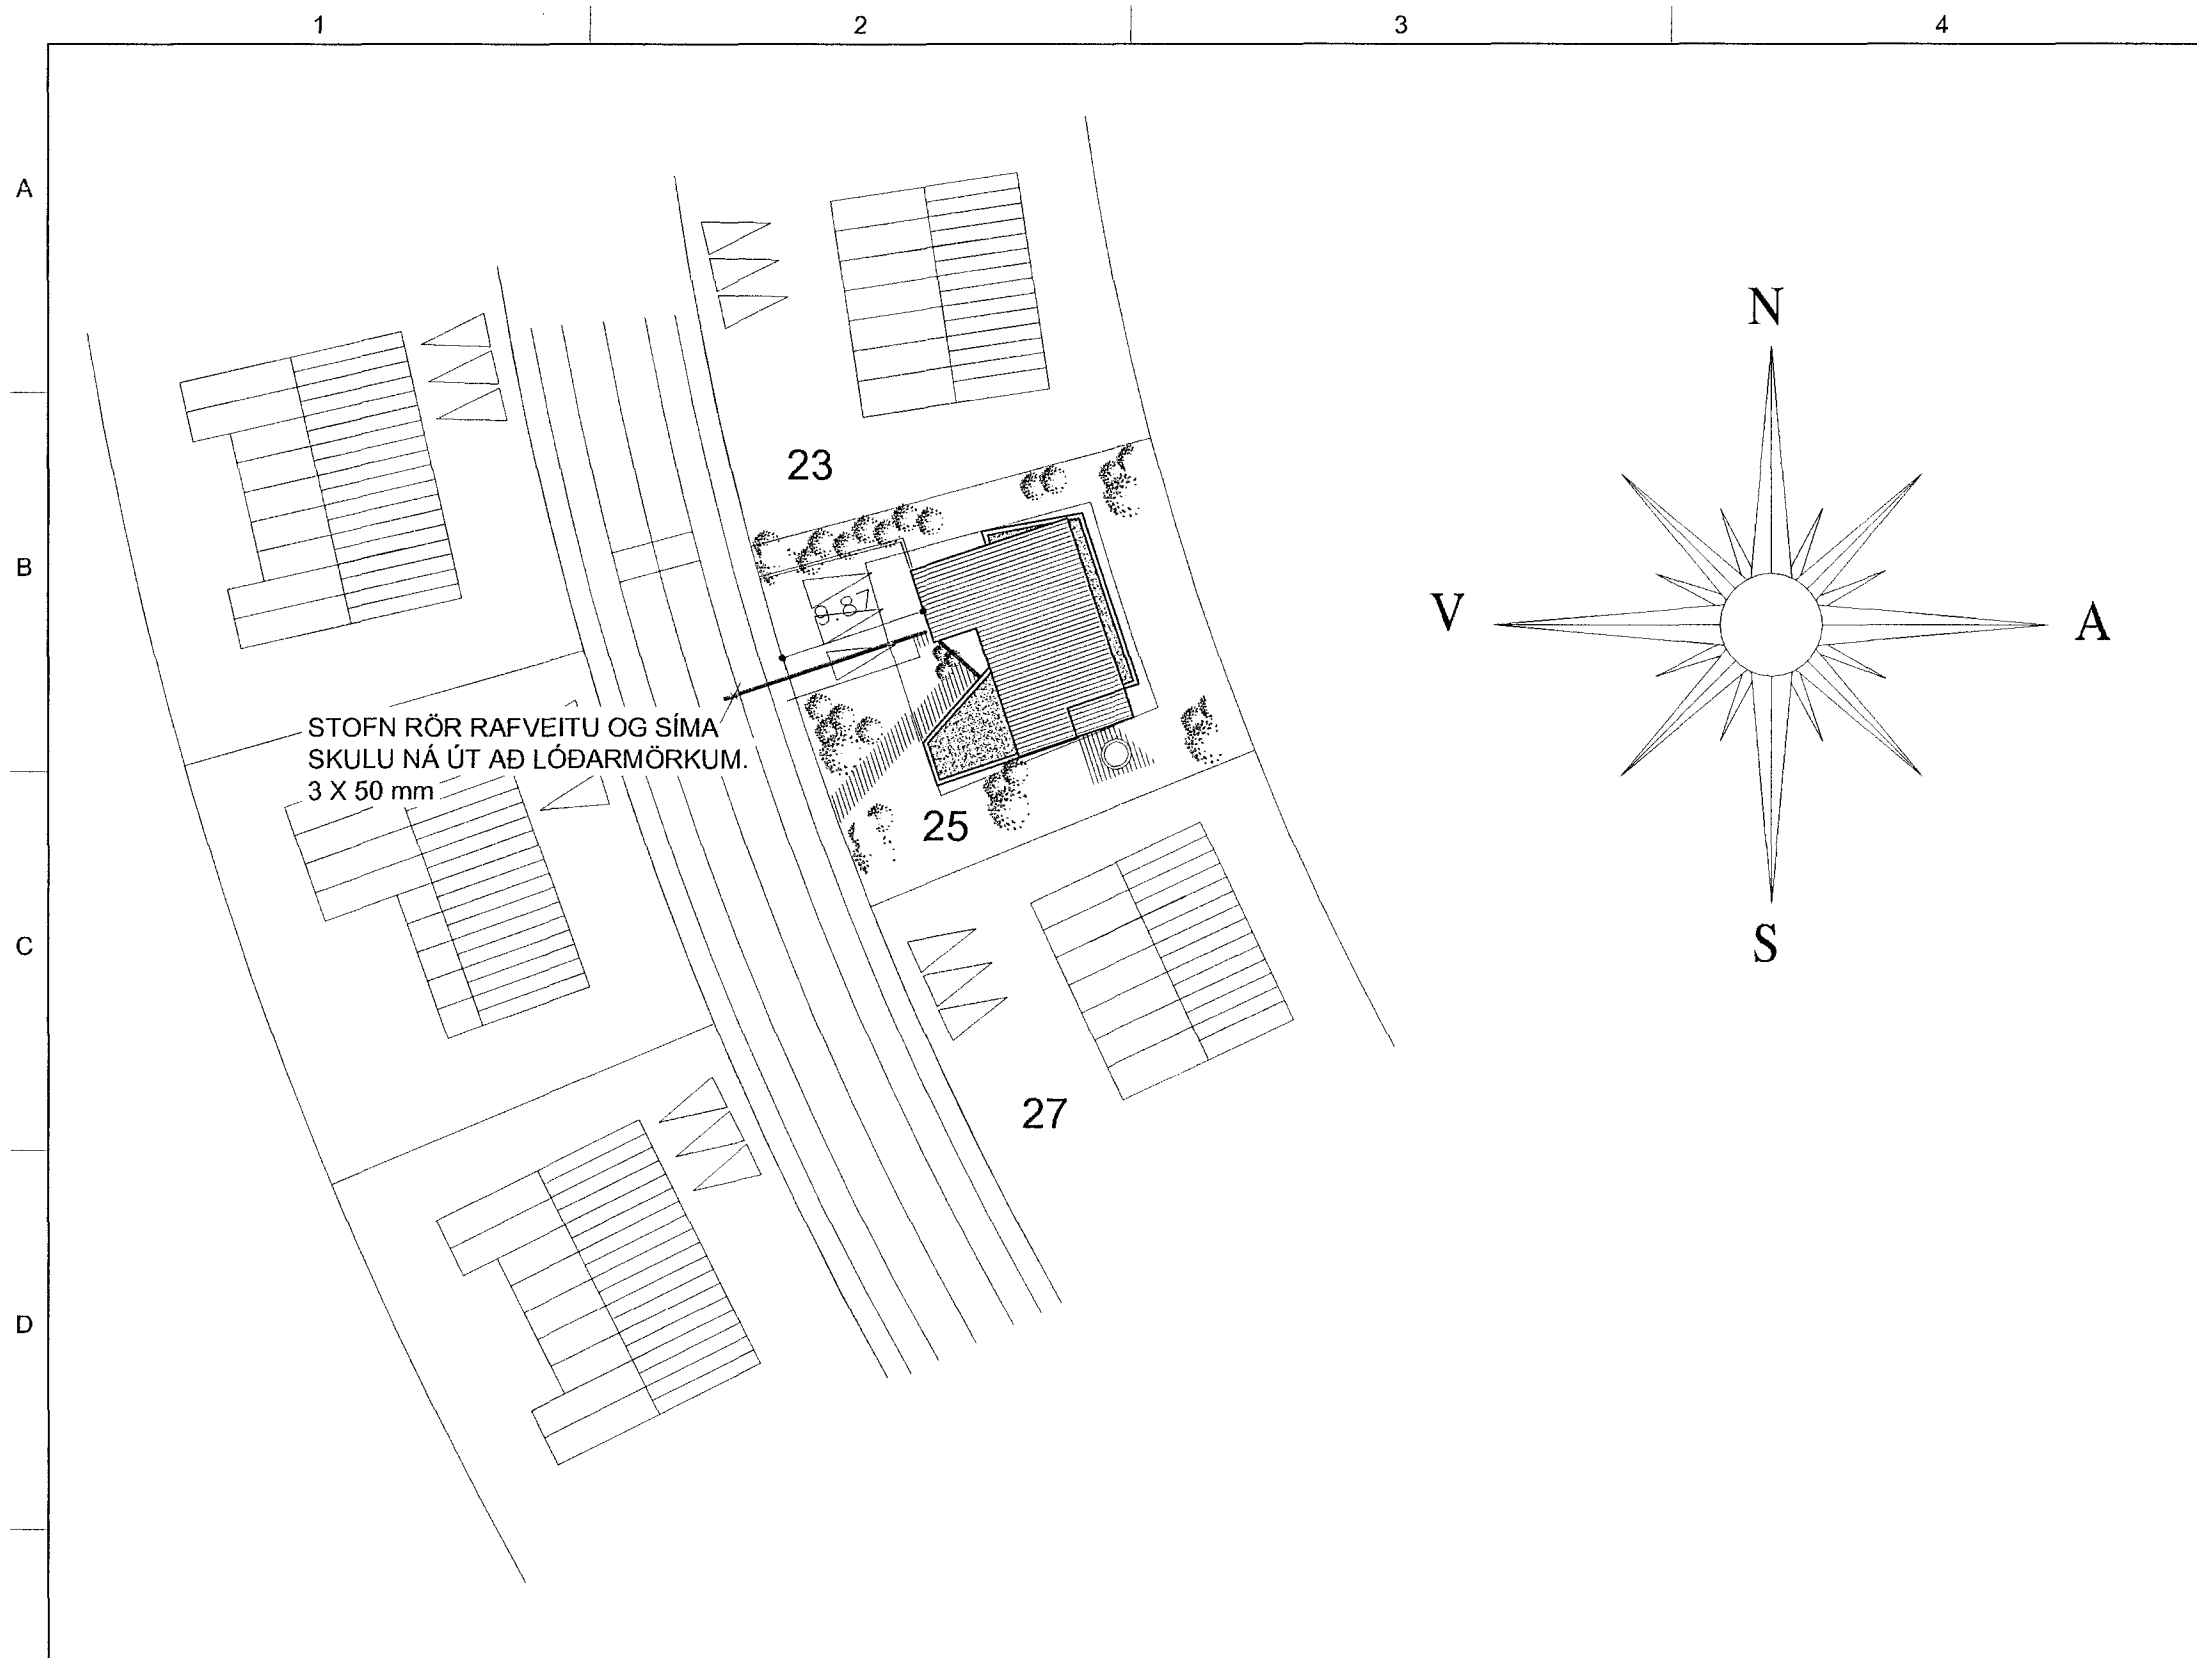 1 2 3 4
A
B
C
D
23
9.87
STOFN RÖR RAFVEITU OG SÍMA
SKULU NÁ ÚT AÐ LÓÐARMÖRKUM.
3 X 50 mm
25
27
N
V A
S